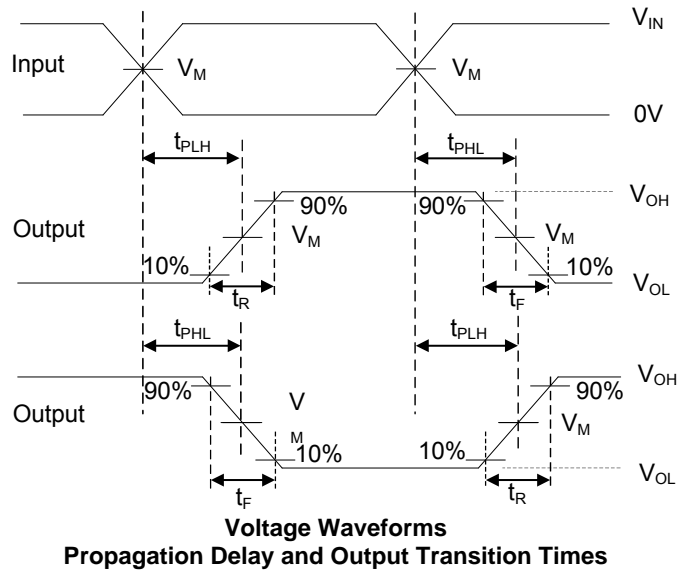 V_IN
Input V_M V_M
0V
t_PLH t_PHL
V_OH
90% 90%
Output V_M V_M
10% 10%
V_OL
t_R t_F
t_PHL t_PLH
V_OH
90% 90%
Output V V_M
M
10% 10%
V_OL
t_F t_R
Voltage Waveforms
Propagation Delay and Output Transition Times